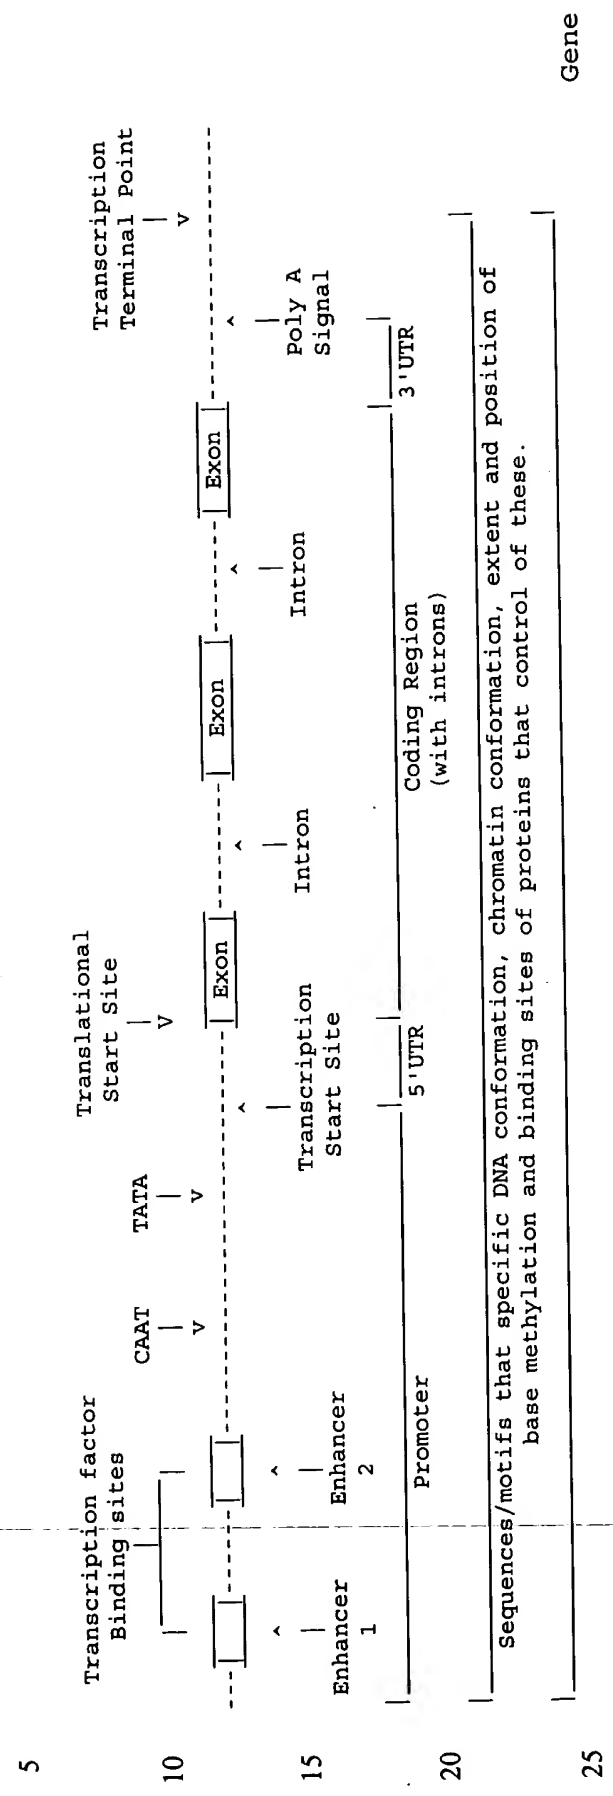 5
Transcription factor
Binding sites
CAAT
TATA
Translational
Start Site
Transcription
Terminal Point
10
Exon
Exon
Exon
15
Enhancer
1
Enhancer
2
Transcription
Start Site
Intron
Intron
Poly A
Signal
Promoter
5'UTR
Coding Region
(with introns)
3'UTR
20
Sequences/motifs that specific DNA conformation, chromatin conformation, extent and position of
base methylation and binding sites of proteins that control of these.
25
Gene